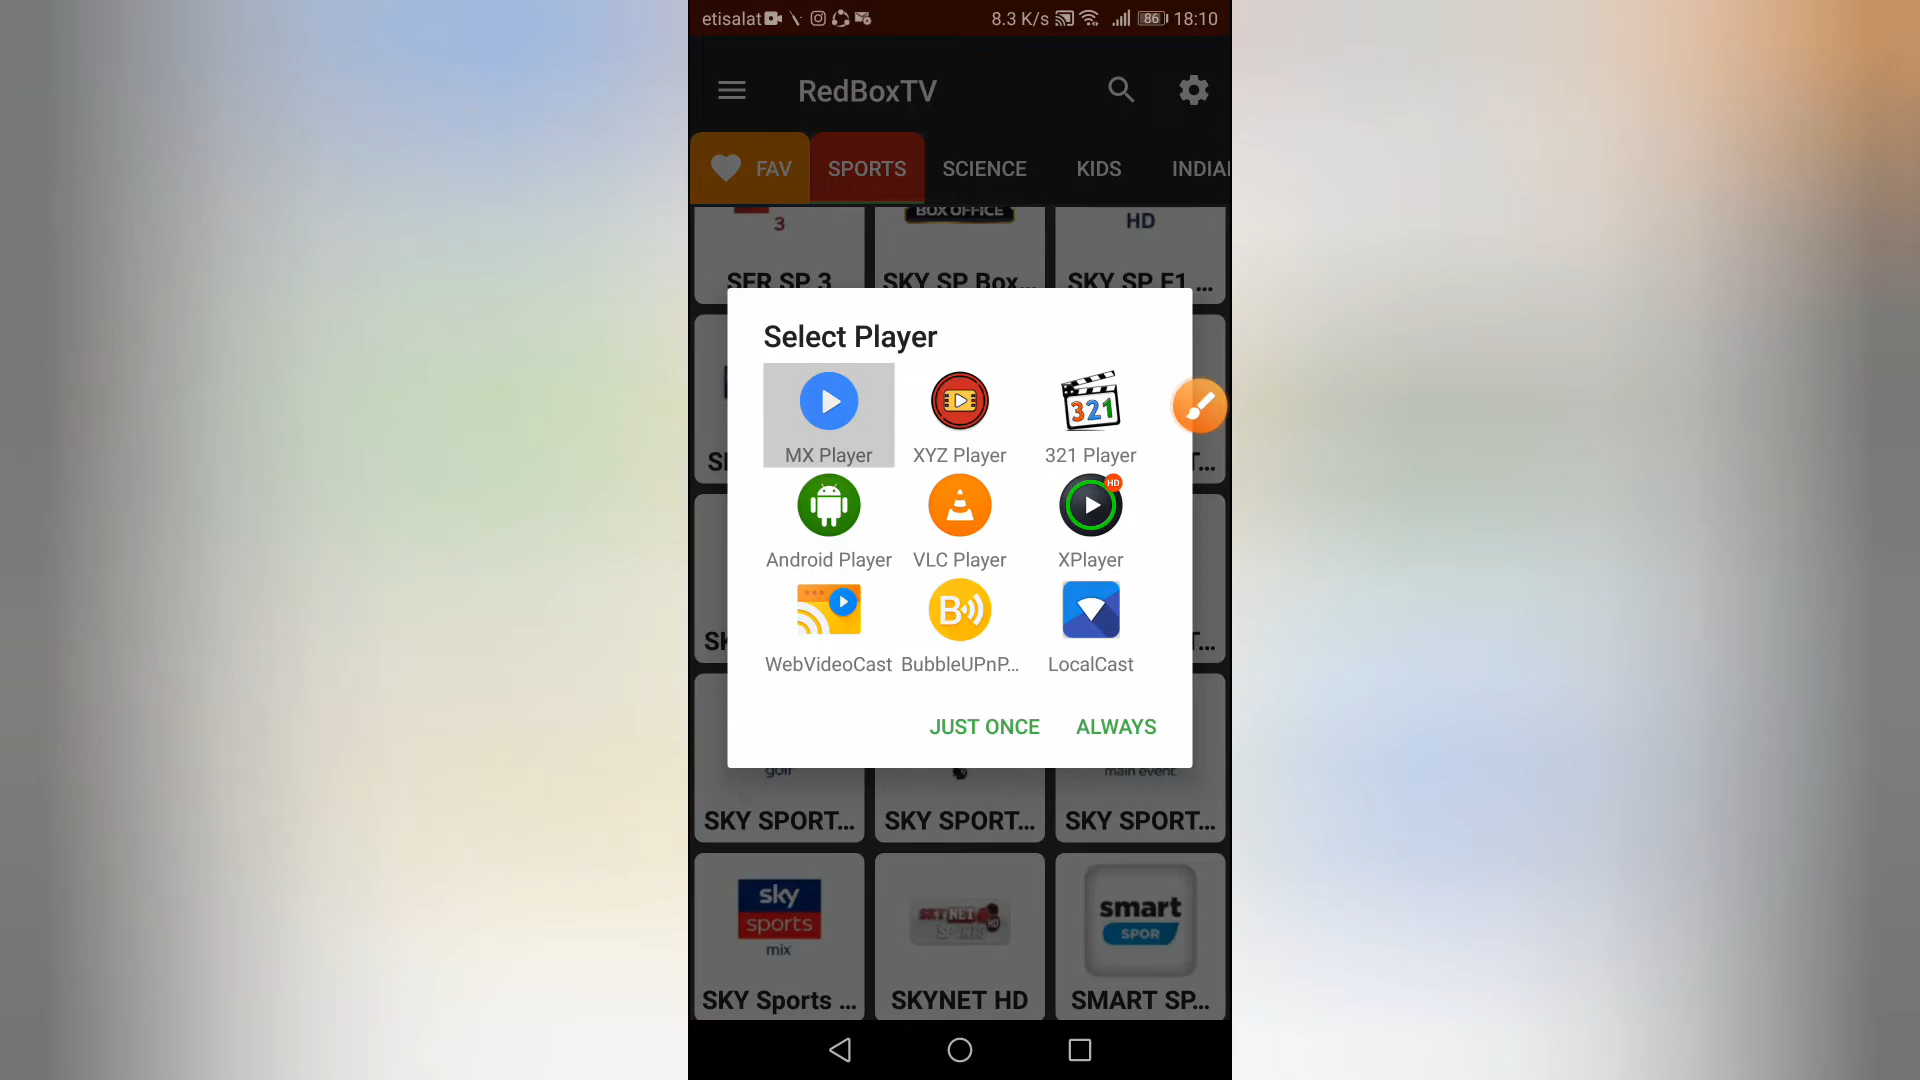 etisalat 8.3 K/s 86 18:10
RedBoxTV
FAV SPORTS SCIENCE KIDS INDIA
3 BOX OFFICE HD
SFR SP 3 SKY SP Box... SKY SP F1 ...
Select Player
MX Player XYZ Player 321 Player
321
HD
Android Player VLC Player XPlayer
B
WebVideoCast BubbleUPnP... LocalCast
JUST ONCE ALWAYS
golf main event
SKY SPORT... SKY SPORT... SKY SPORT...
sky sports mix
SKYNET SPORTS HD
smart SPOR
SKY Sports ... SKYNET HD SMART SP...